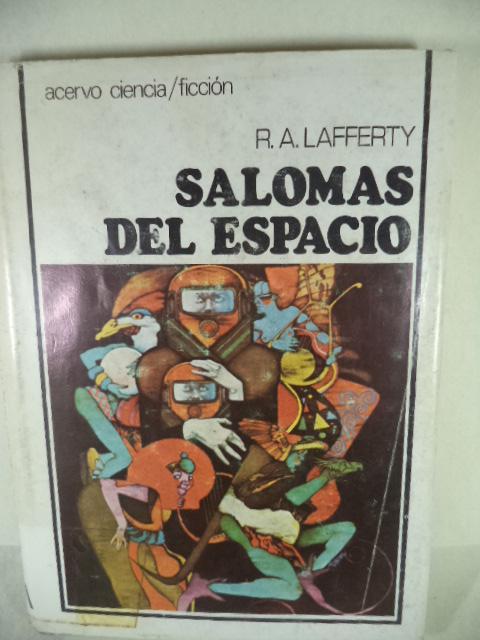 acervo ciencia/ficción
R. A. LAFFERTY
SALOMAS
DEL ESPACIO